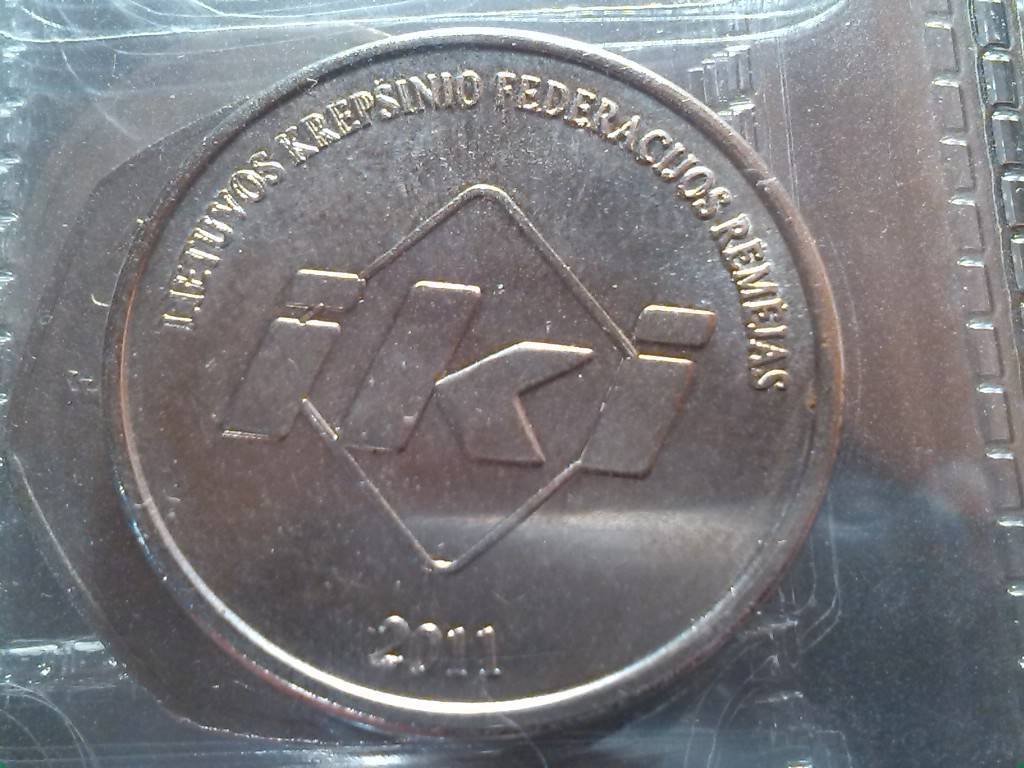 LIETUVOS KREPŠINIO FEDERACIJOS RĖMĖJAS
iki
2011